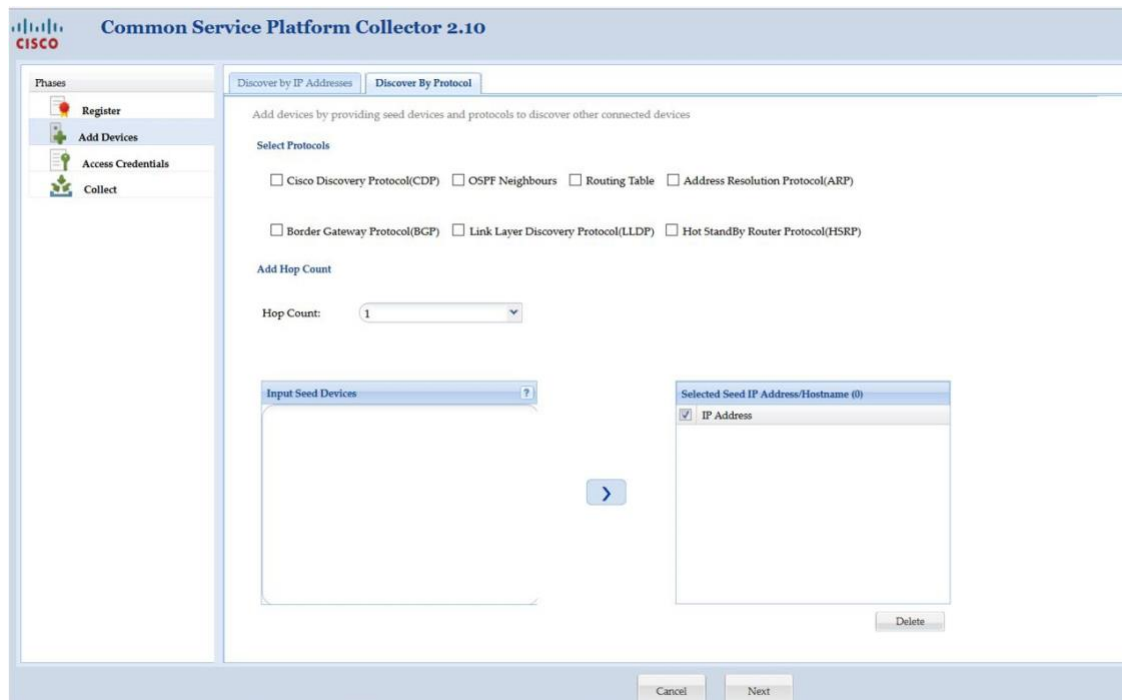 CISCO
Common Service Platform Collector 2.10
Phases
Register
Add Devices
Access Credentials
Collect
Discover by IP Addresses
Discover By Protocol
Add devices by providing seed devices and protocols to discover other connected devices
Select Protocols
Cisco Discovery Protocol(CDP) OSPF Neighbours Routing Table Address Resolution Protocol(ARP)
Border Gateway Protocol(BGP) Link Layer Discovery Protocol(LLDP) Hot StandBy Router Protocol(HSRP)
Add Hop Count
Hop Count: 1
Input Seed Devices ?
Selected Seed IP Address/Hostname (0)
IP Address
Delete
Cancel Next